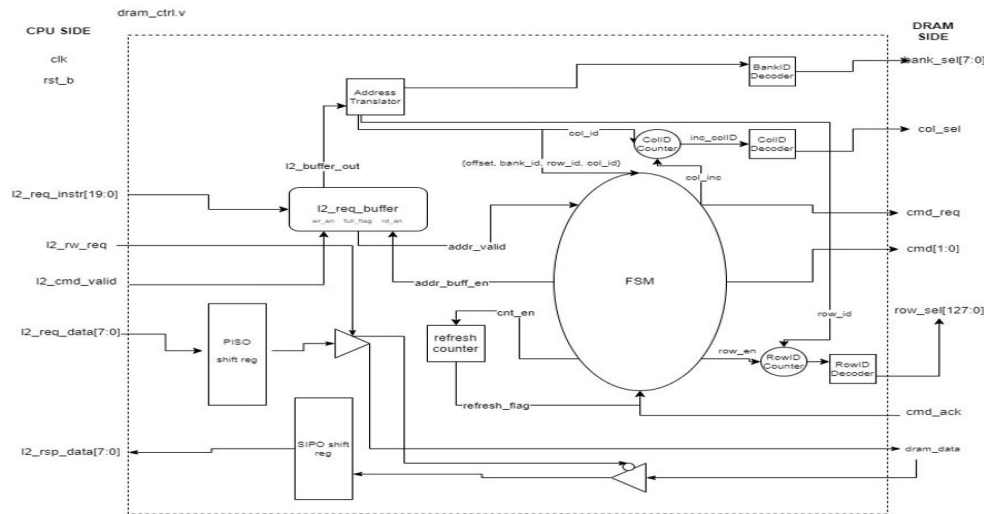 dram_ctrl.v
CPU SIDE
DRAM
SIDE
clk
rst_b
bank_sel[7:0]
BankID
Decoder
Address
Translator
col_id
ColID
Counter
inc_colID
ColID
Decoder
col_sel
l2_buffer_out
{offset, bank_id, row_id, col_id}
col_inc
l2_req_instr[19:0]
l2_req_buffer
wr_en full_flag rd_en
cmd_req
l2_rw_req
addr_valid
cmd[1:0]
l2_cmd_valid
addr_buff_en
FSM
l2_req_data[7:0]
PISO
shift reg
cnt_en
refresh
counter
row_id
row_sel[127:0]
row_en
RowID
Counter
RowID
Decoder
refresh_flag
cmd_ack
l2_rsp_data[7:0]
SIPO shift
reg
dram_data